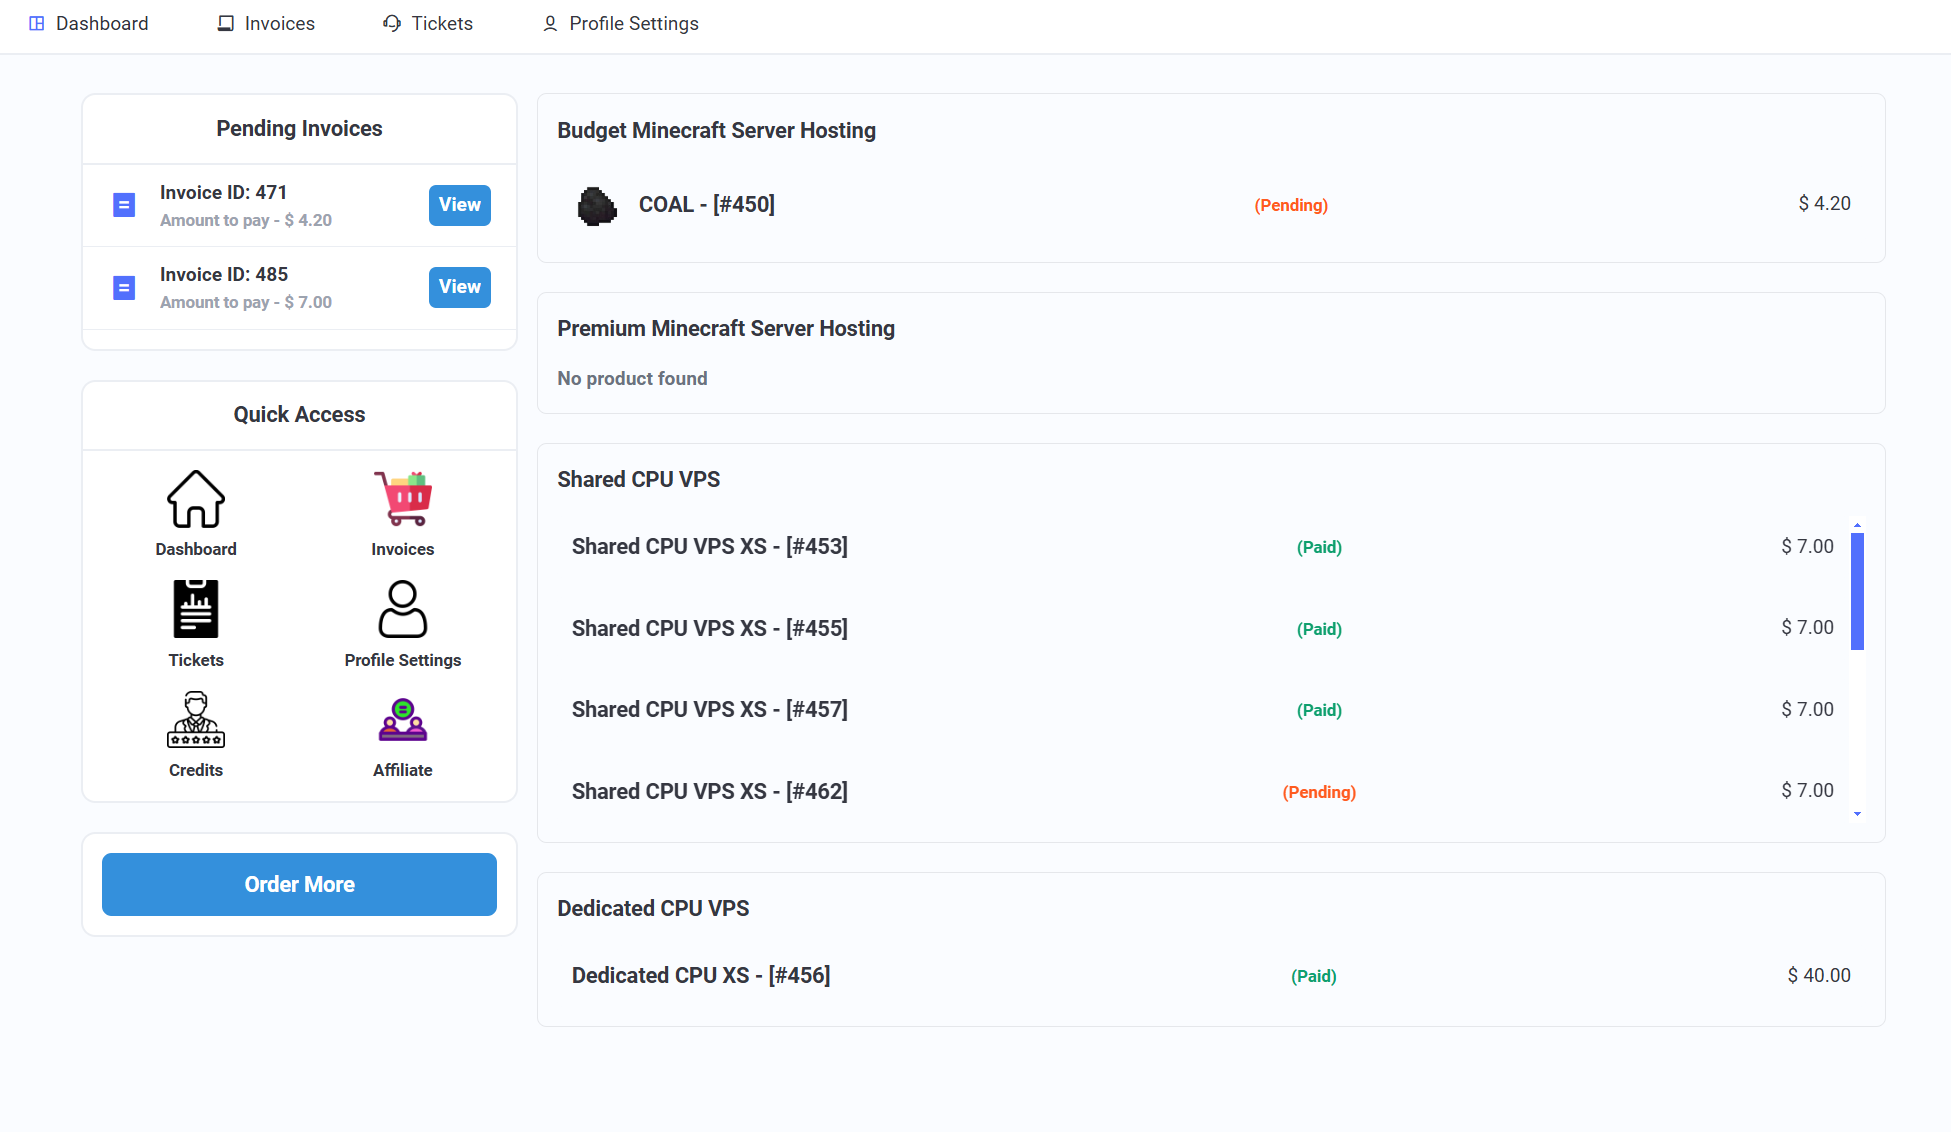 Dashboard
Invoices
Tickets
Profile Settings
Pending Invoices
Invoice ID: 471
Amount to pay - $ 4.20
View
Invoice ID: 485
Amount to pay - $ 7.00
View
Quick Access
Dashboard
Invoices
Tickets
Profile Settings
Credits
Affiliate
Order More
Budget Minecraft Server Hosting
COAL - [#450]
(Pending)
$ 4.20
Premium Minecraft Server Hosting
No product found
Shared CPU VPS
Shared CPU VPS XS - [#453]
(Paid)
$ 7.00
Shared CPU VPS XS - [#455]
(Paid)
$ 7.00
Shared CPU VPS XS - [#457]
(Paid)
$ 7.00
Shared CPU VPS XS - [#462]
(Pending)
$ 7.00
Dedicated CPU VPS
Dedicated CPU XS - [#456]
(Paid)
$ 40.00